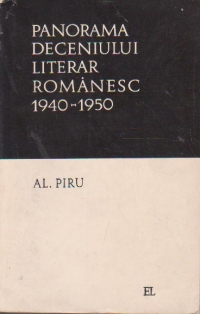 PANORAMA
DECENIULUI
LITERAR
ROMÂNESC
1940-1950
AL. PIRU
EL